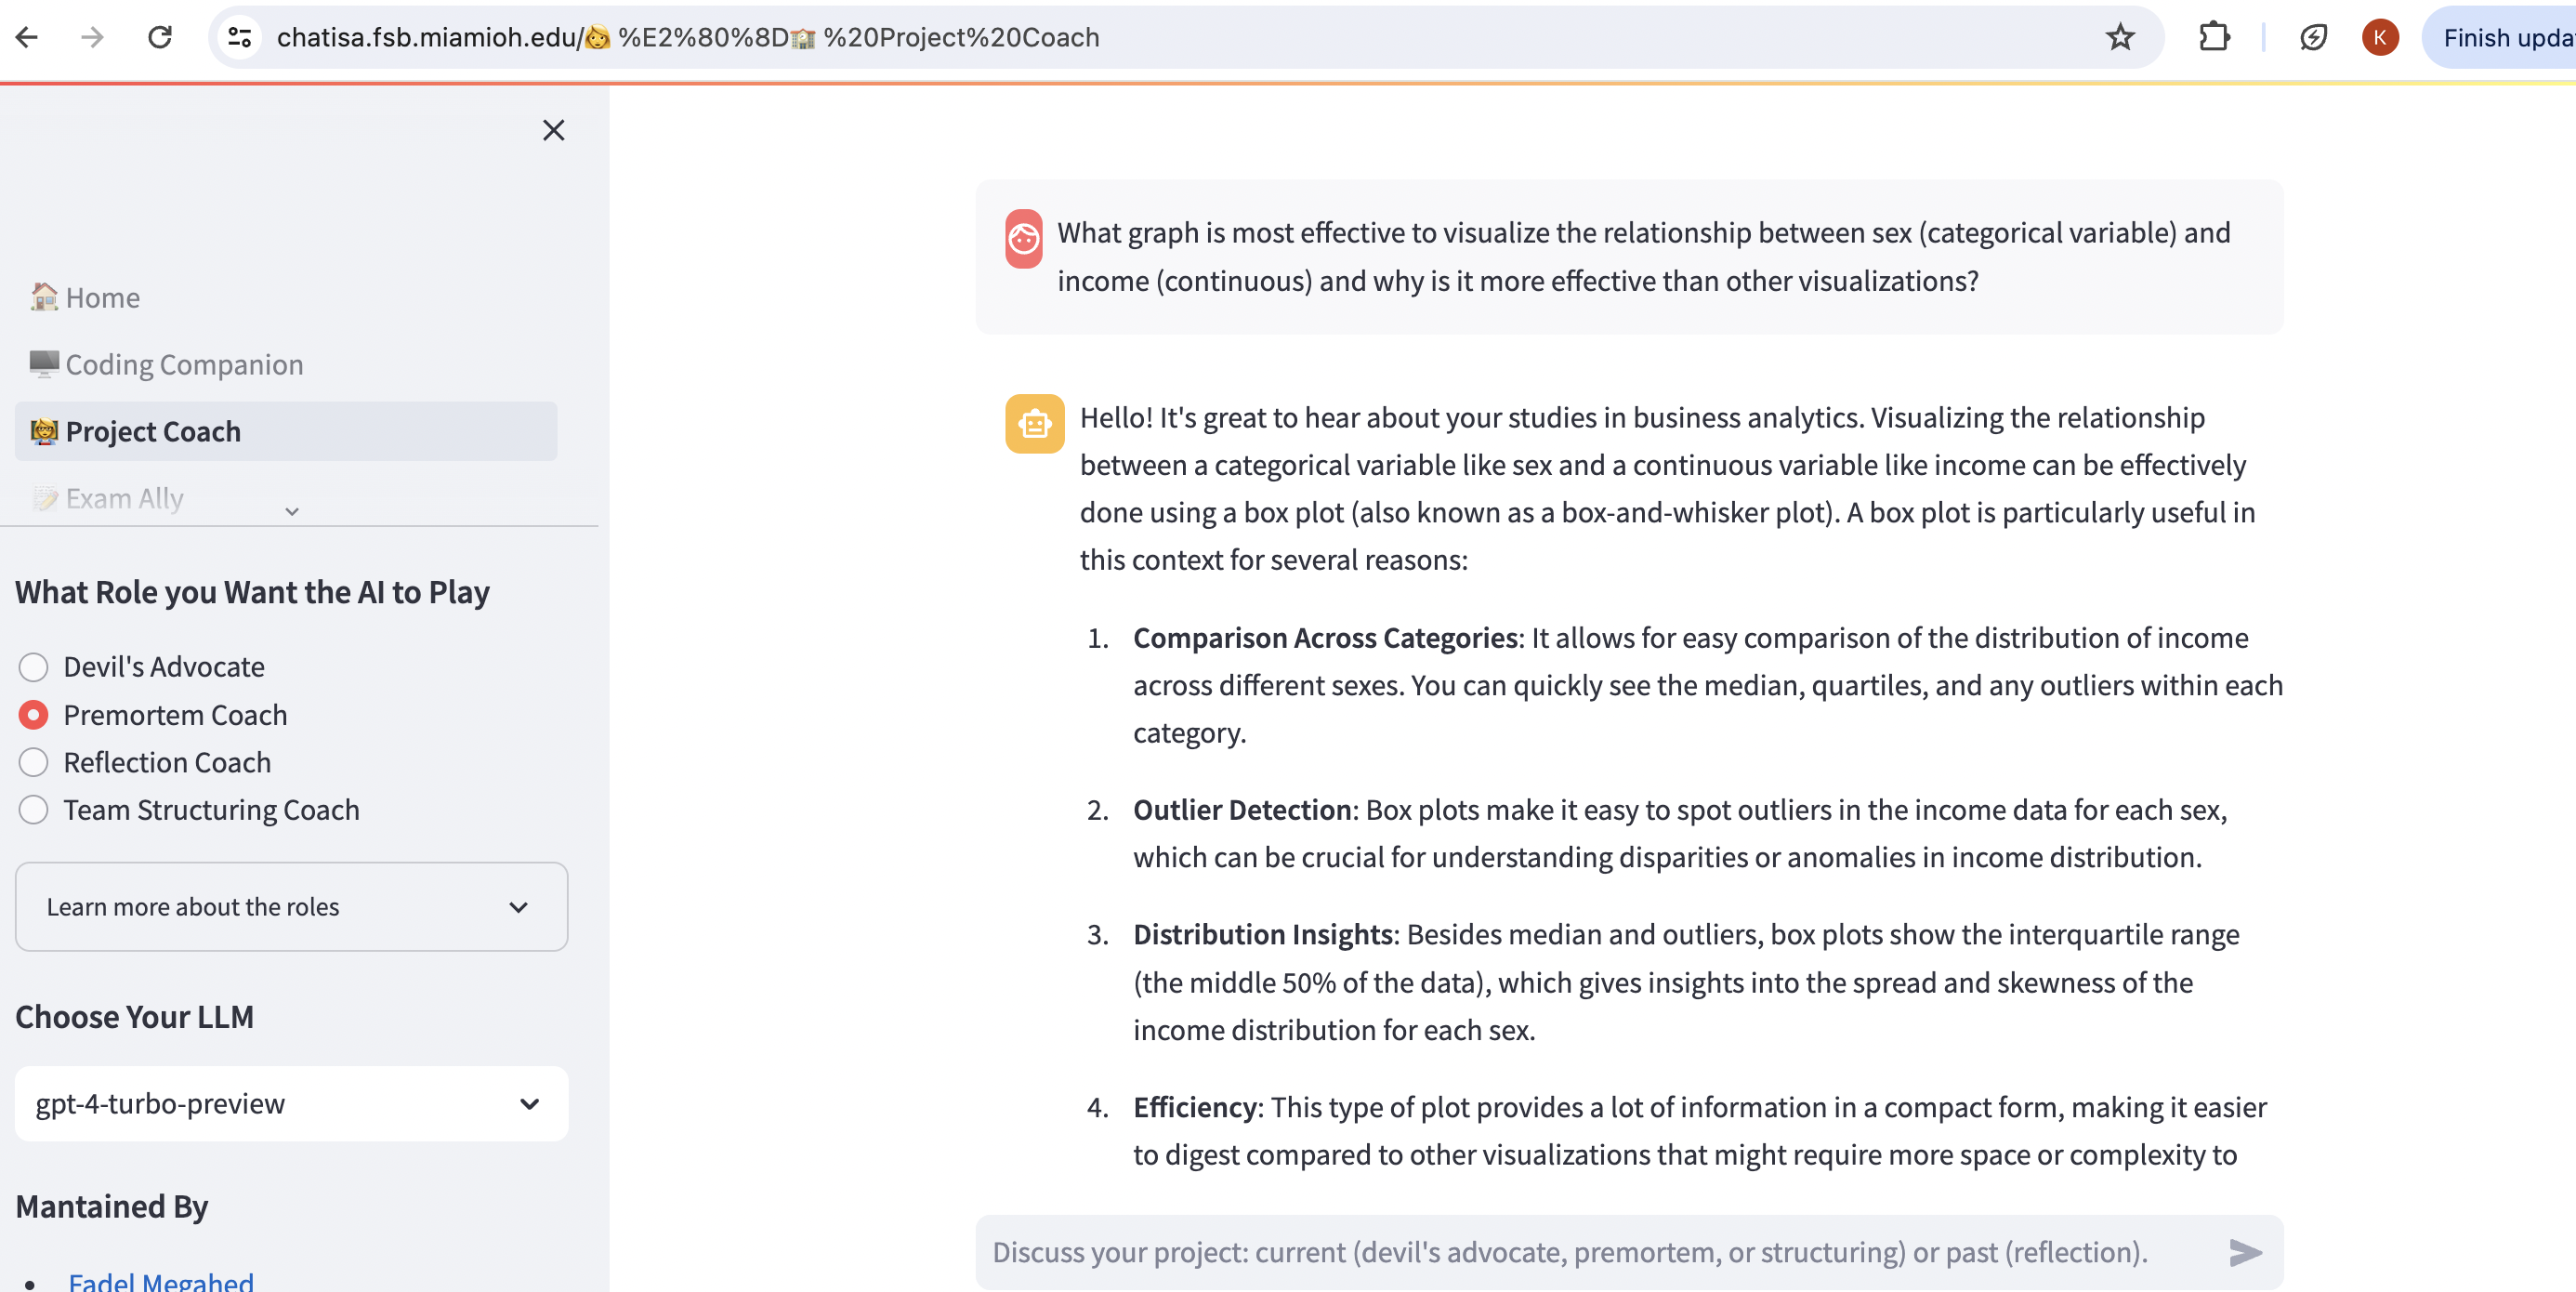 chatisa.fsb.miamioh.edu/👩%E2%80%8D🏫%20Project%20Coach
K
Finish upda
🏠 Home
🖥️ Coding Companion
👩‍🏫 Project Coach
📝 Exam Ally
What Role you Want the AI to Play
Devil's Advocate
Premortem Coach
Reflection Coach
Team Structuring Coach
Learn more about the roles
Choose Your LLM
gpt-4-turbo-preview
Mantained By
• Fadel Megahed
What graph is most effective to visualize the relationship between sex (categorical variable) and
income (continuous) and why is it more effective than other visualizations?
Hello! It's great to hear about your studies in business analytics. Visualizing the relationship
between a categorical variable like sex and a continuous variable like income can be effectively
done using a box plot (also known as a box-and-whisker plot). A box plot is particularly useful in
this context for several reasons:
1. Comparison Across Categories: It allows for easy comparison of the distribution of income
across different sexes. You can quickly see the median, quartiles, and any outliers within each
category.
2. Outlier Detection: Box plots make it easy to spot outliers in the income data for each sex,
which can be crucial for understanding disparities or anomalies in income distribution.
3. Distribution Insights: Besides median and outliers, box plots show the interquartile range
(the middle 50% of the data), which gives insights into the spread and skewness of the
income distribution for each sex.
4. Efficiency: This type of plot provides a lot of information in a compact form, making it easier
to digest compared to other visualizations that might require more space or complexity to
Discuss your project: current (devil's advocate, premortem, or structuring) or past (reflection).